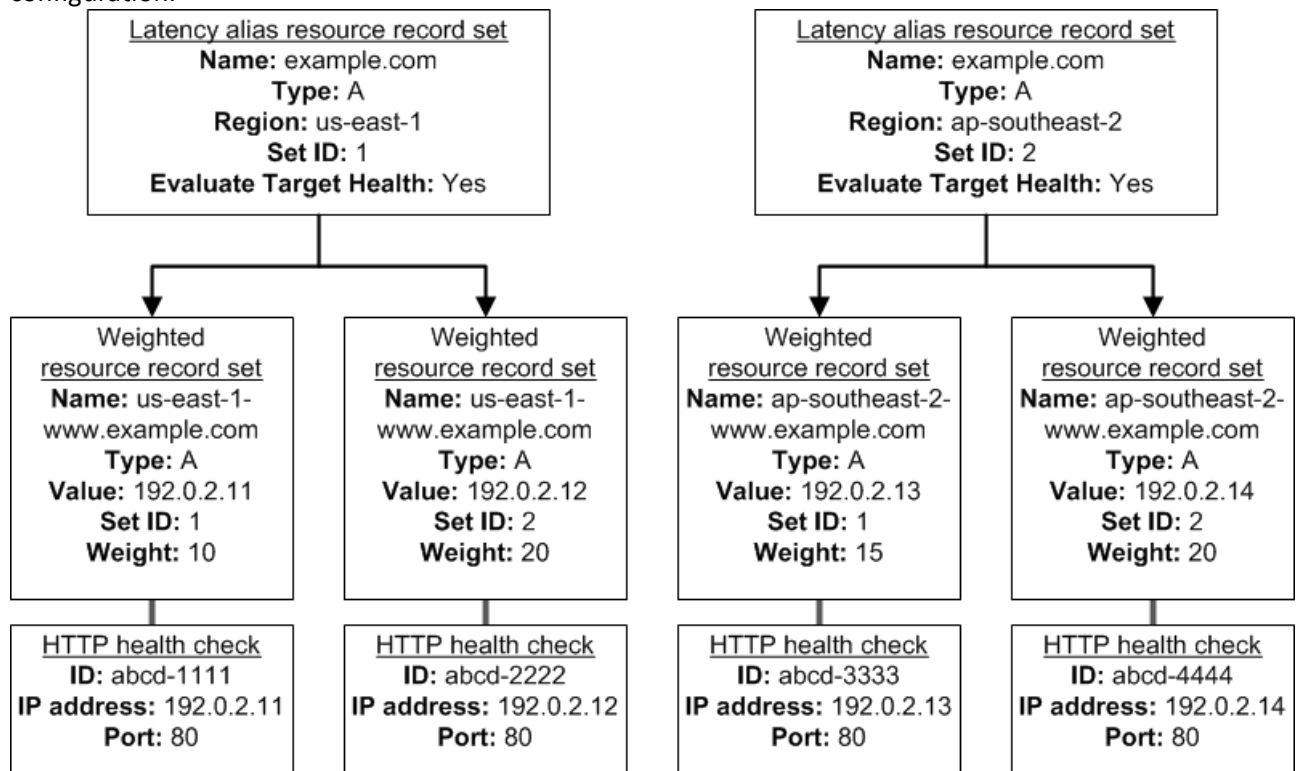 configuration.
Latency alias resource record set
Name: example.com
Type: A
Region: us-east-1
Set ID: 1
Evaluate Target Health: Yes
Latency alias resource record set
Name: example.com
Type: A
Region: ap-southeast-2
Set ID: 2
Evaluate Target Health: Yes
Weighted
resource record set
Name: us-east-1-
www.example.com
Type: A
Value: 192.0.2.11
Set ID: 1
Weight: 10
Weighted
resource record set
Name: us-east-1-
www.example.com
Type: A
Value: 192.0.2.12
Set ID: 2
Weight: 20
Weighted
resource record set
Name: ap-southeast-2-
www.example.com
Type: A
Value: 192.0.2.13
Set ID: 1
Weight: 15
Weighted
resource record set
Name: ap-southeast-2-
www.example.com
Type: A
Value: 192.0.2.14
Set ID: 2
Weight: 20
HTTP health check
ID: abcd-1111
IP address: 192.0.2.11
Port: 80
HTTP health check
ID: abcd-2222
IP address: 192.0.2.12
Port: 80
HTTP health check
ID: abcd-3333
IP address: 192.0.2.13
Port: 80
HTTP health check
ID: abcd-4444
IP address: 192.0.2.14
Port: 80